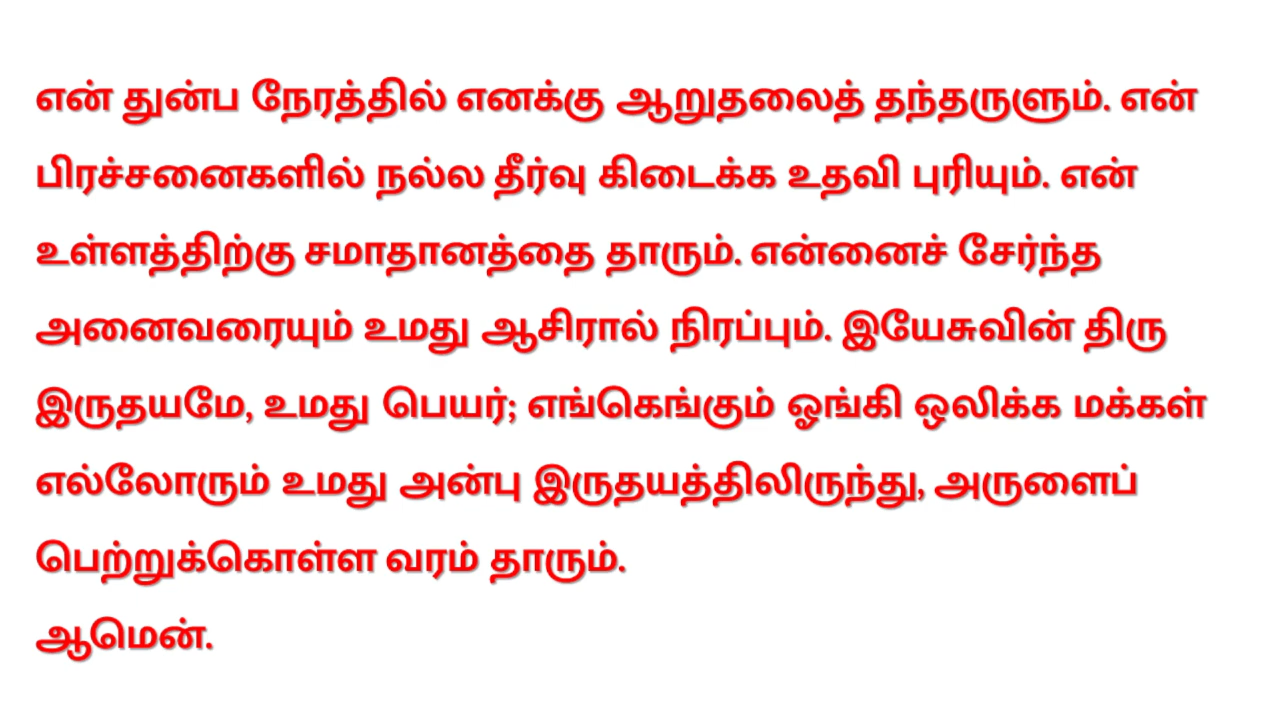 என் துன்ப நேரத்தில் எனக்கு ஆறுதலைத் தந்தருளும். என்
பிரச்சனைகளில் நல்ல தீர்வு கிடைக்க உதவி புரியும். என்
உள்ளத்திற்கு சமாதானத்தை தாரும். என்னைச் சேர்ந்த
அனைவரையும் உமது ஆசிரால் நிரப்பும். இயேசுவின் திரு
இருதயமே, உமது பெயர்; எங்கெங்கும் ஓங்கி ஒலிக்க மக்கள்
எல்லோரும் உமது அன்பு இருதயத்திலிருந்து, அருளைப்
பெற்றுக்கொள்ள வரம் தாரும்.
ஆமென்.